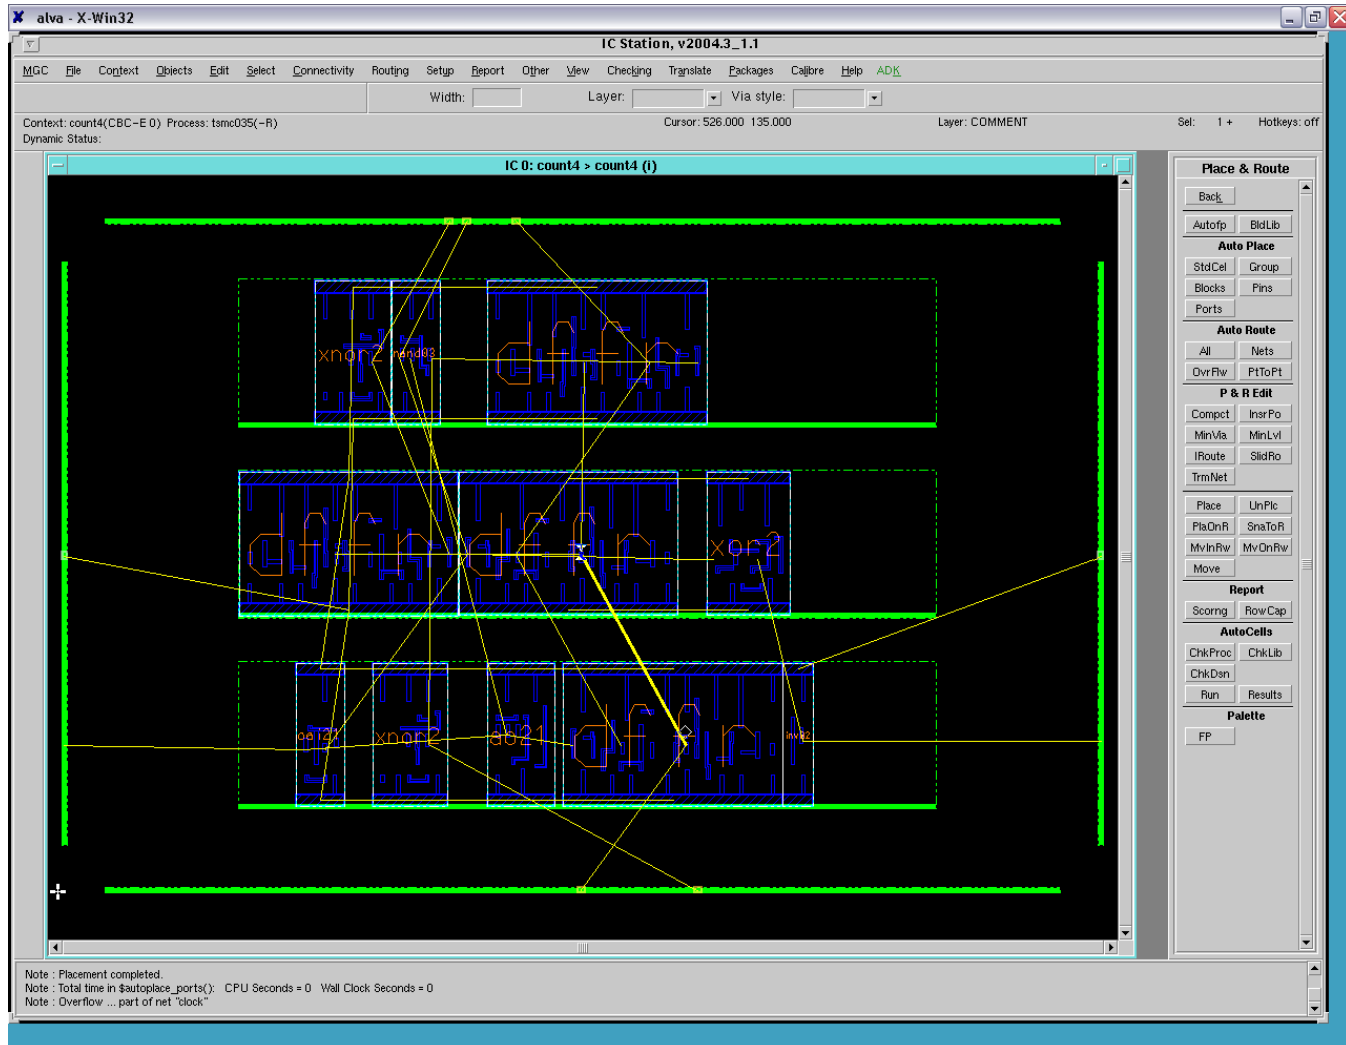 alva - X-Win32
IC Station, v2004.3_1.1
MGC File Context Objects Edit Select Connectivity Routing Setup Report Other View Checking Translate Packages Calibre Help ADK
Width: Layer: Via style:
Context: count4(CBC-E 0) Process: tsmc035(-R) Cursor: 526.000 135.000 Layer: COMMENT Sel: 1 + Hotkeys: off
Dynamic Status:
IC 0: count4 > count4 (i)
xnor2 nand03 dffr
dffr dffr xor2
oai21 xnor2 ao21 dffr inv02
Place & Route
Back
Autofp BldLib
Auto Place
StdCel Group
Blocks Pins
Ports
Auto Route
All Nets
OvrFlw PtToPt
P & R Edit
Compct InsrPo
MinVia MinLvl
IRoute SlidRo
TrmNet
Place UnPlc
PlaOnR SnaToR
MvInRw MvOnRw
Move
Report
Scorng RowCap
AutoCells
ChkProc ChkLib
ChkDsn
Run Results
Palette
FP
Note : Placement completed.
Note : Total time in $autoplace_ports(): CPU Seconds = 0 Wall Clock Seconds = 0
Note : Overflow ... part of net "clock"